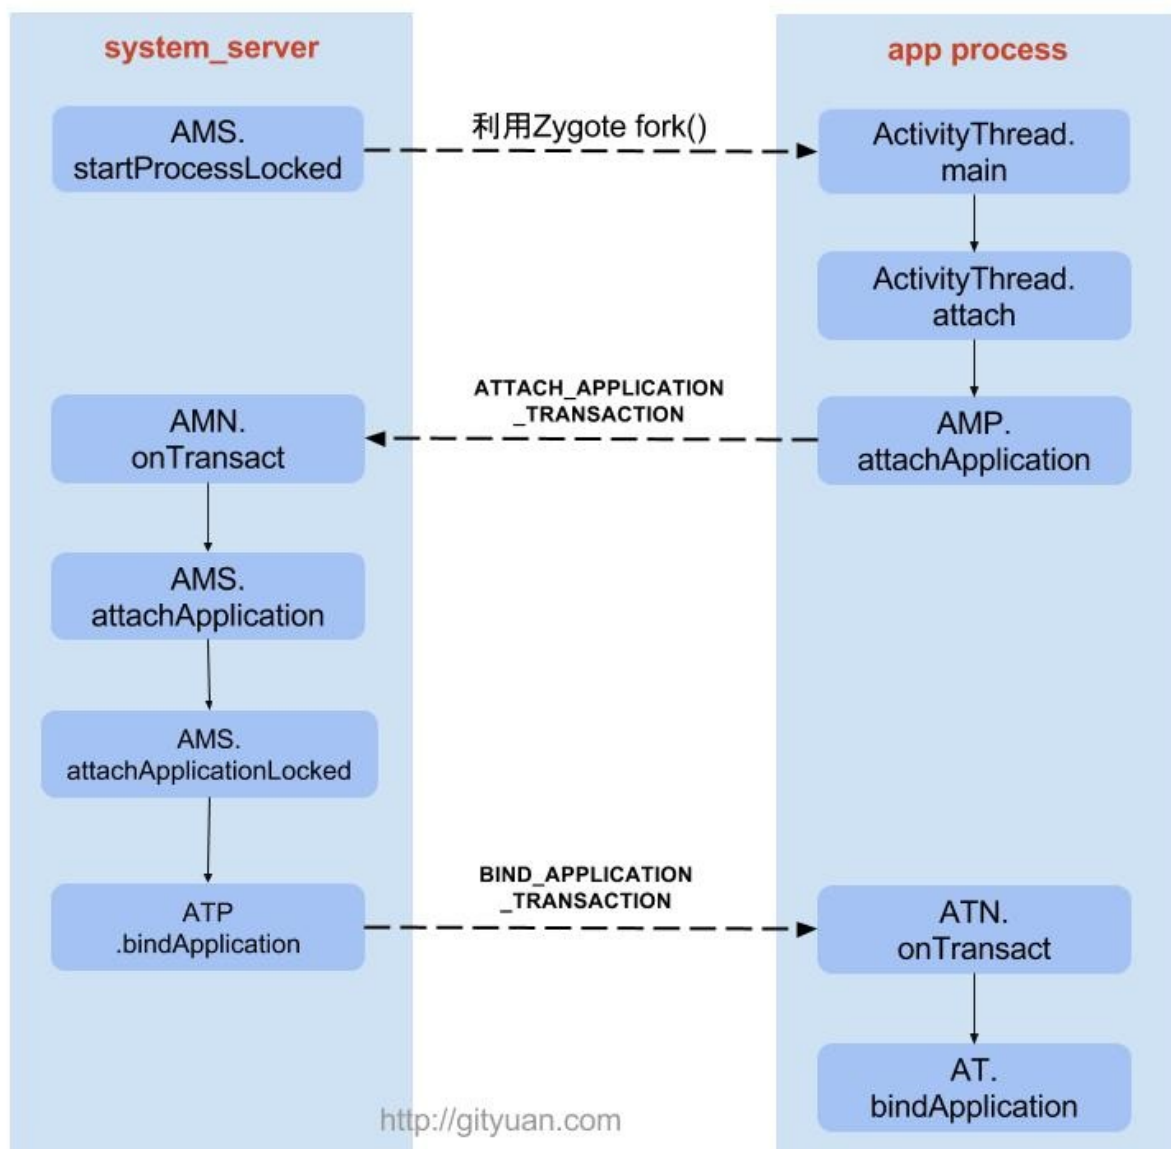 system_server
app process
AMS.
startProcessLocked
利用Zygote fork()
ActivityThread.
main
ActivityThread.
attach
ATTACH_APPLICATION
_TRANSACTION
AMP.
attachApplication
AMN.
onTransact
AMS.
attachApplication
AMS.
attachApplicationLocked
ATP
.bindApplication
BIND_APPLICATION
_TRANSACTION
ATN.
onTransact
AT.
bindApplication
http://gityuan.com